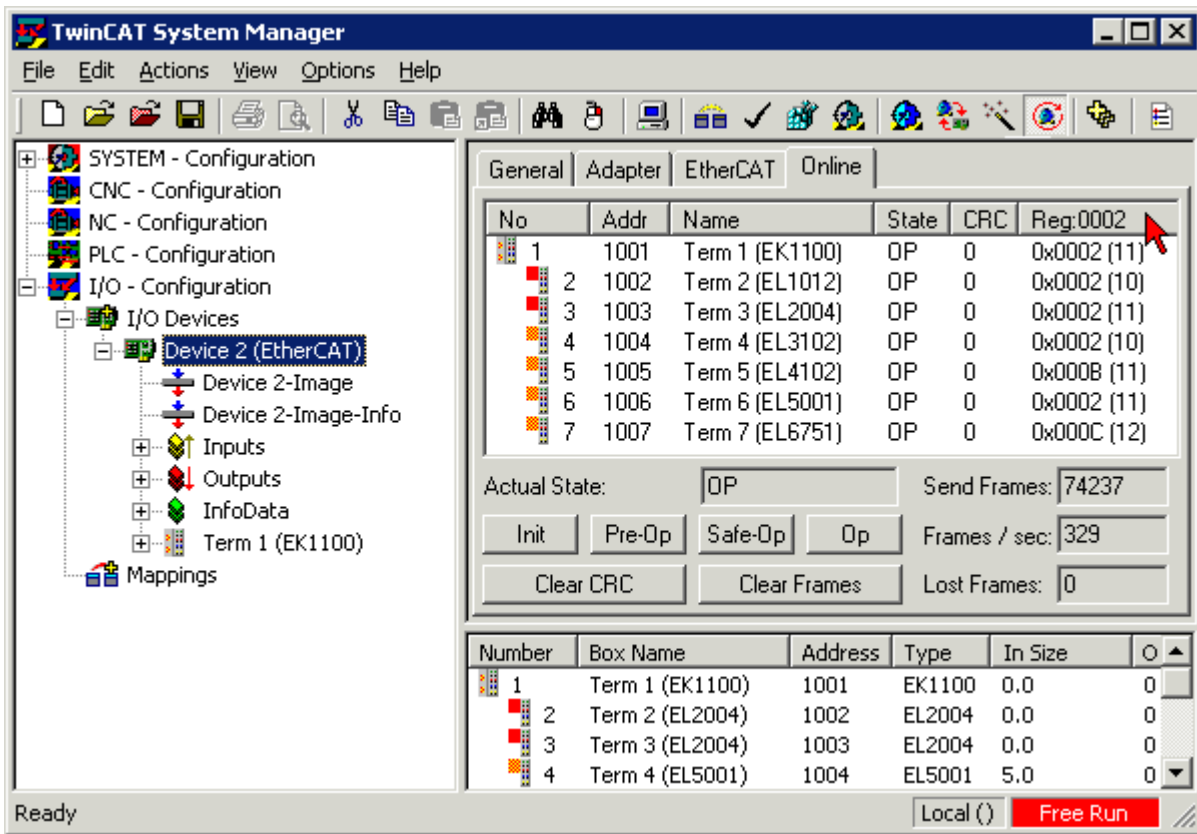 TwinCAT System Manager
File Edit Actions View Options Help
SYSTEM - Configuration
CNC - Configuration
NC - Configuration
PLC - Configuration
I/O - Configuration
I/O Devices
Device 2 (EtherCAT)
Device 2-Image
Device 2-Image-Info
Inputs
Outputs
InfoData
Term 1 (EK1100)
Mappings
General Adapter EtherCAT Online
No Addr Name State CRC Reg:0002
1 1001 Term 1 (EK1100) OP 0 0x0002 (11)
2 1002 Term 2 (EL1012) OP 0 0x0002 (10)
3 1003 Term 3 (EL2004) OP 0 0x0002 (11)
4 1004 Term 4 (EL3102) OP 0 0x0002 (10)
5 1005 Term 5 (EL4102) OP 0 0x000B (11)
6 1006 Term 6 (EL5001) OP 0 0x0002 (11)
7 1007 Term 7 (EL6751) OP 0 0x000C (12)
Actual State: OP Send Frames: 74237
Init Pre-Op Safe-Op Op Frames / sec: 329
Clear CRC Clear Frames Lost Frames: 0
Number Box Name Address Type In Size O
1 Term 1 (EK1100) 1001 EK1100 0.0 0
2 Term 2 (EL2004) 1002 EL2004 0.0 0
3 Term 3 (EL2004) 1003 EL2004 0.0 0
4 Term 4 (EL5001) 1004 EL5001 5.0 0
Ready Local () Free Run